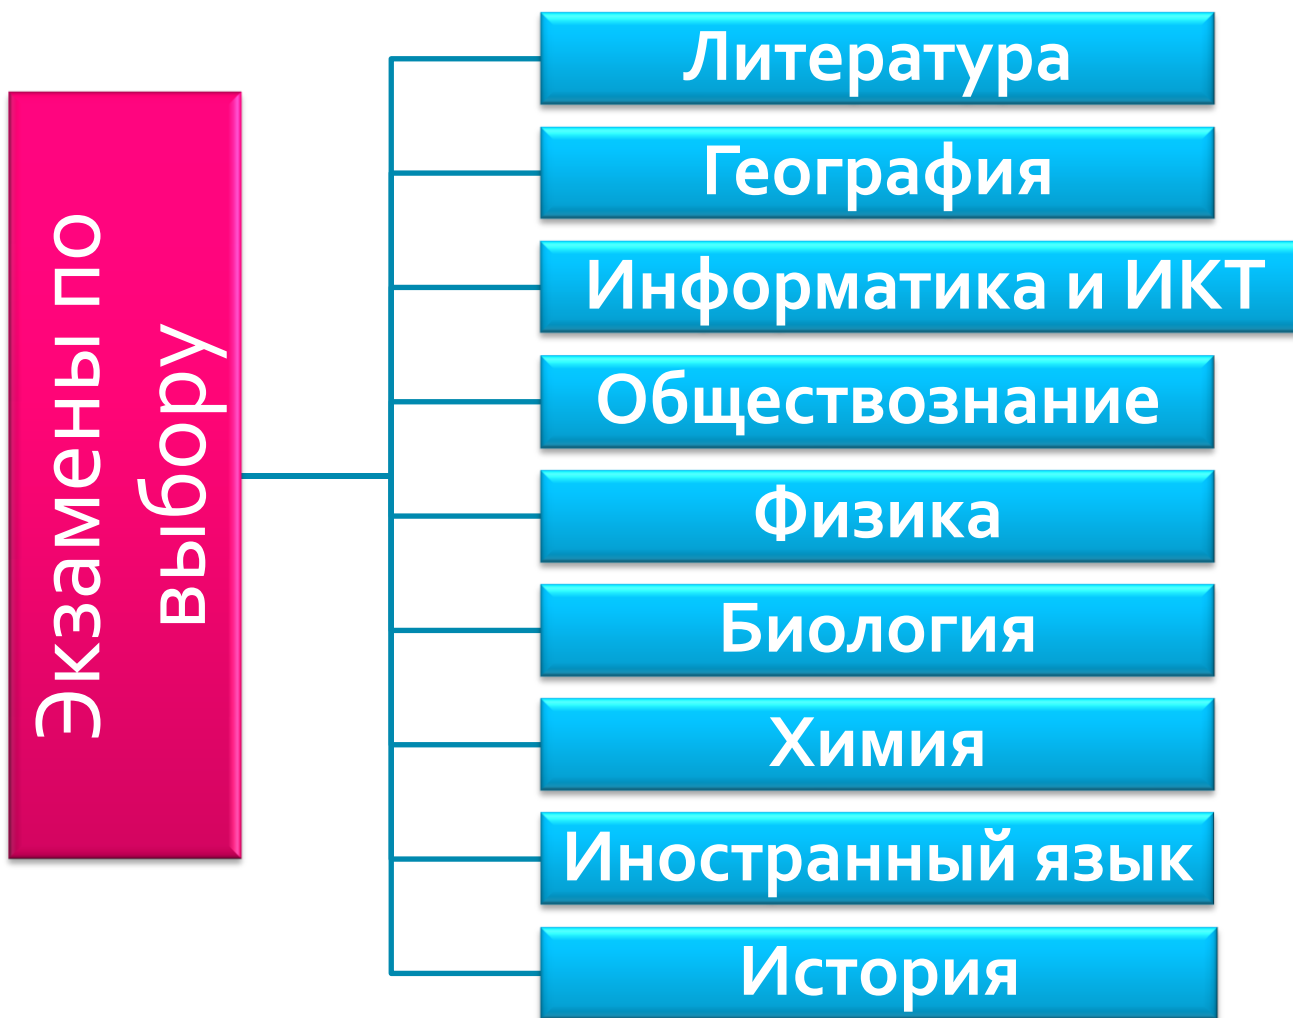 Экзамены по
выбору
Литература
География
Информатика и ИКТ
Обществознание
Физика
Биология
Химия
Иностранный язык
История